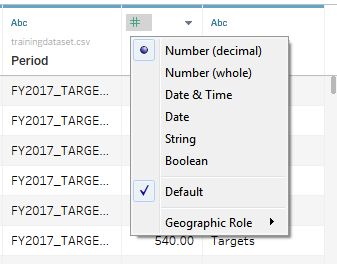 Abc
#
Abc
trainingdataset.csv
Period
Number (decimal)
Number (whole)
Date & Time
Date
String
Boolean
Default
Geographic Role
FY2017_TARGE...
FY2017_TARGE...
FY2017_TARGE...
FY2017_TARGE...
FY2017_TARGE...
FY2017_TARGE... 540.00 Targets